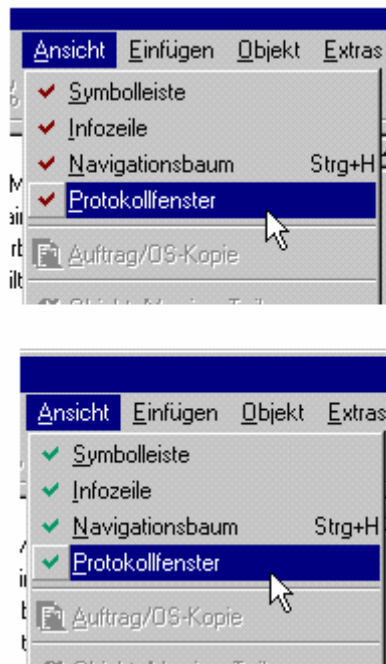 Ansicht Einfügen Objekt Extras
Symbolleiste
Infozeile
Navigationsbaum Strg+H
Protokollfenster
Auftrag/OS-Kopie
Ansicht Einfügen Objekt Extras
Symbolleiste
Infozeile
Navigationsbaum Strg+H
Protokollfenster
Auftrag/OS-Kopie